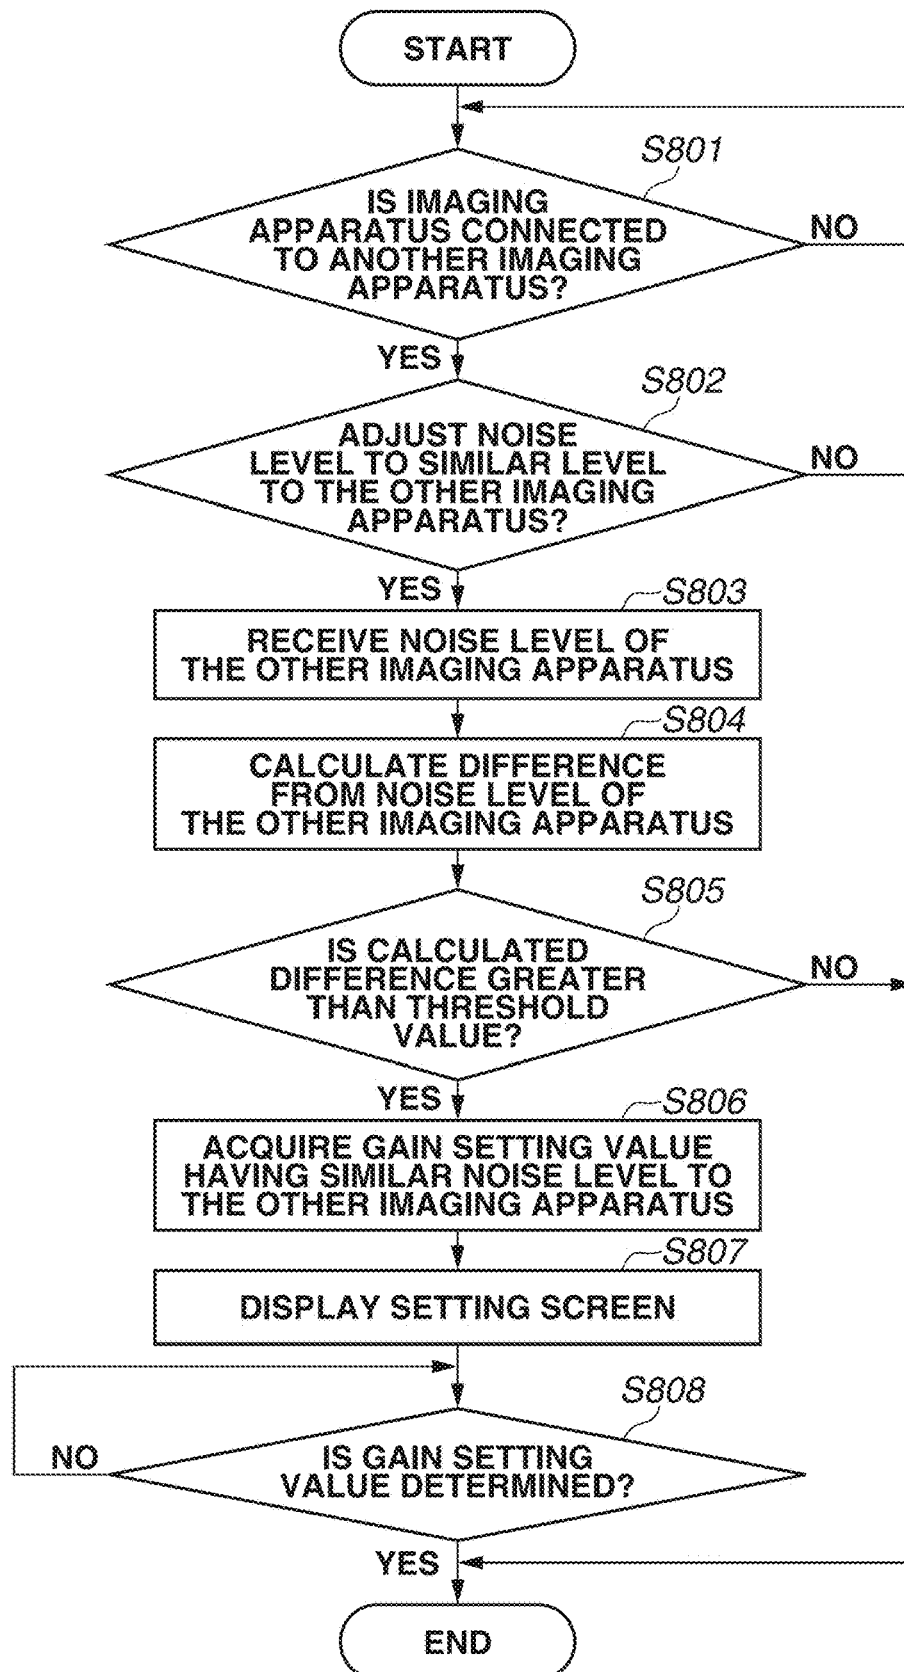 START
S801
IS IMAGING
APPARATUS CONNECTED
TO ANOTHER IMAGING
APPARATUS?
NO
YES
S802
ADJUST NOISE
LEVEL TO SIMILAR LEVEL
TO THE OTHER IMAGING
APPARATUS?
NO
YES
S803
RECEIVE NOISE LEVEL OF
THE OTHER IMAGING APPARATUS
S804
CALCULATE DIFFERENCE
FROM NOISE LEVEL OF
THE OTHER IMAGING APPARATUS
S805
IS CALCULATED
DIFFERENCE GREATER
THAN THRESHOLD
VALUE?
NO
YES
S806
ACQUIRE GAIN SETTING VALUE
HAVING SIMILAR NOISE LEVEL TO
THE OTHER IMAGING APPARATUS
S807
DISPLAY SETTING SCREEN
S808
IS GAIN SETTING
VALUE DETERMINED?
NO
YES
END